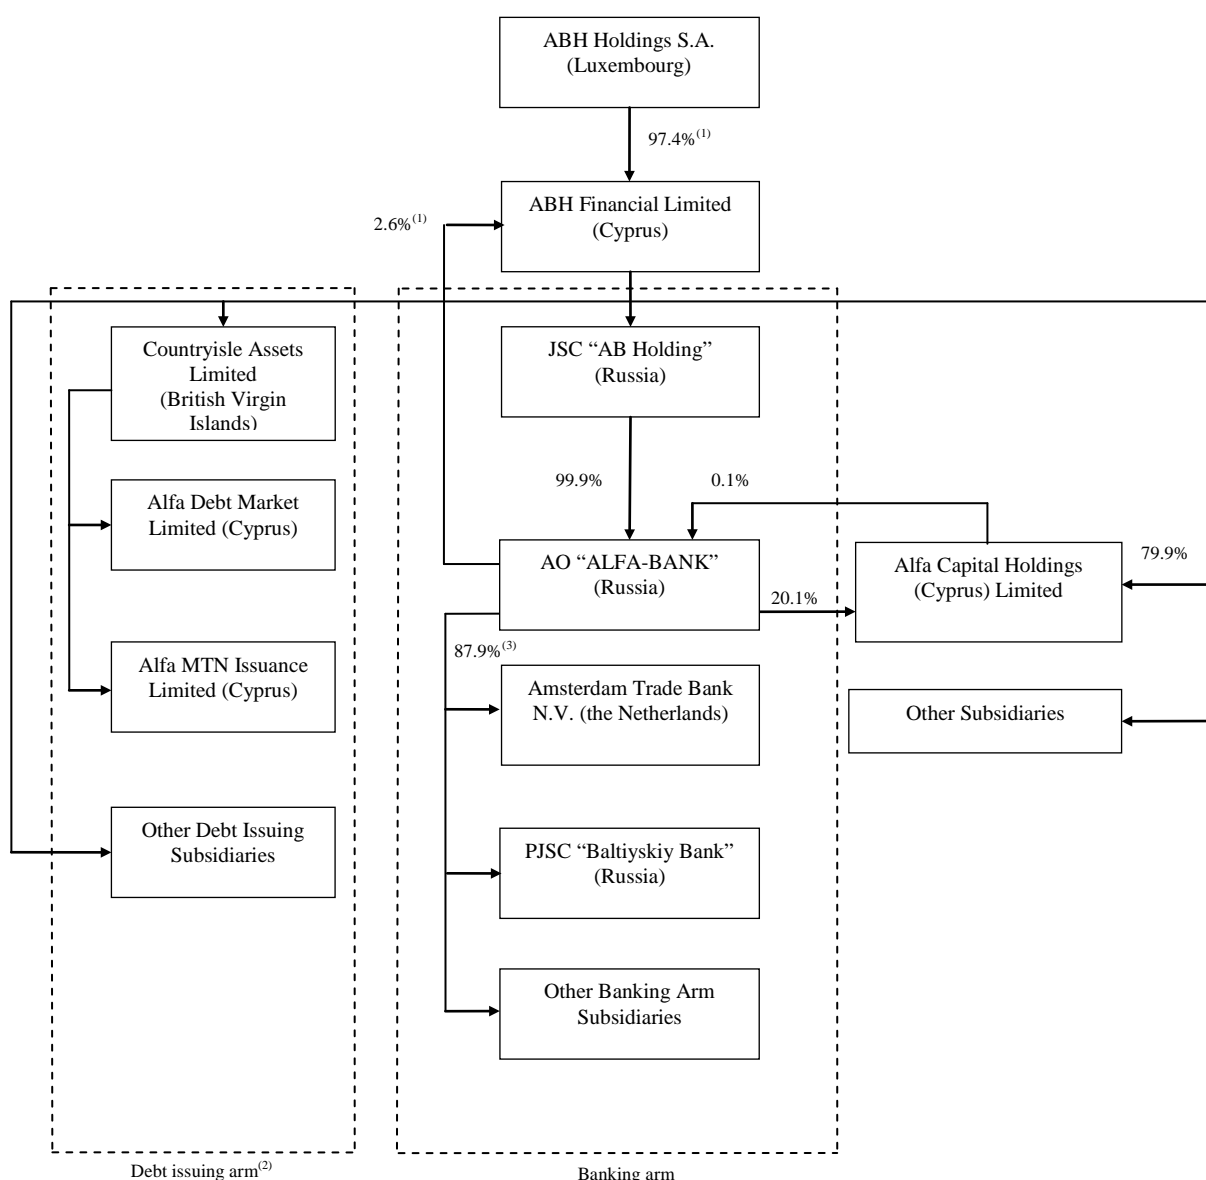 ABH Holdings S.A.
(Luxembourg)
97.4%(1)
ABH Financial Limited
(Cyprus)
2.6%(1)
Countryisle Assets
Limited
(British Virgin
Islands)
JSC “AB Holding”
(Russia)
99.9%
0.1%
Alfa Debt Market
Limited (Cyprus)
AO “ALFA-BANK”
(Russia)
20.1%
Alfa Capital Holdings
(Cyprus) Limited
79.9%
87.9%(3)
Alfa MTN Issuance
Limited (Cyprus)
Amsterdam Trade Bank
N.V. (the Netherlands)
Other Subsidiaries
Other Debt Issuing
Subsidiaries
PJSC “Baltiyskiy Bank”
(Russia)
Other Banking Arm
Subsidiaries
Debt issuing arm(2)
Banking arm